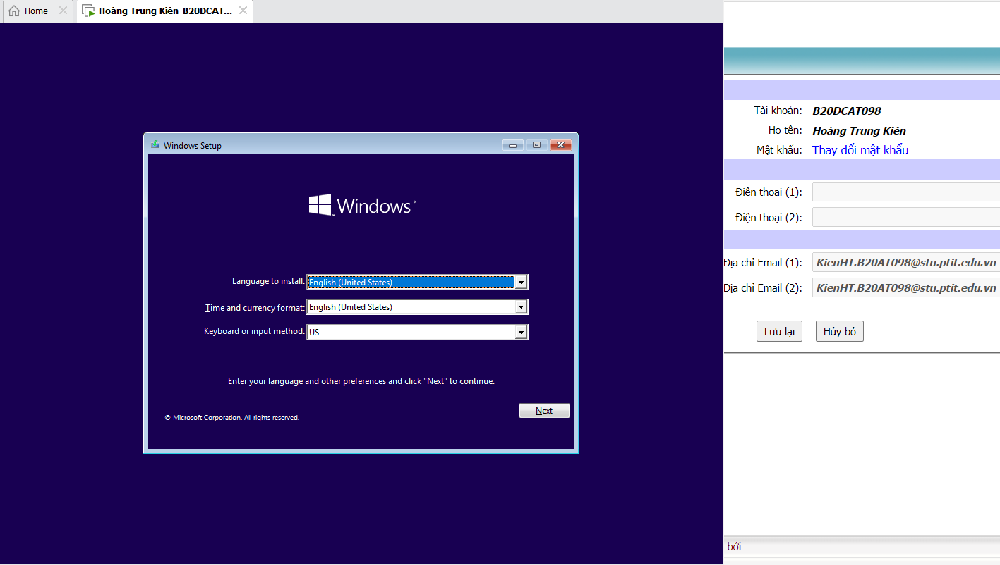 Home
Hoàng Trung Kiên-B20DCAT...
Windows Setup
Windows
Language to install: English (United States)
Time and currency format: English (United States)
Keyboard or input method: US
Enter your language and other preferences and click "Next" to continue.
Next
© Microsoft Corporation. All rights reserved.
Tài khoản: B20DCAT098
Họ tên: Hoàng Trung Kiên
Mật khẩu: Thay đổi mật khẩu
Điện thoại (1):
Điện thoại (2):
Địa chỉ Email (1): KienHT.B20AT098@stu.ptit.edu.vn
Địa chỉ Email (2): KienHT.B20AT098@stu.ptit.edu.vn
Lưu lại Hủy bỏ
bởi